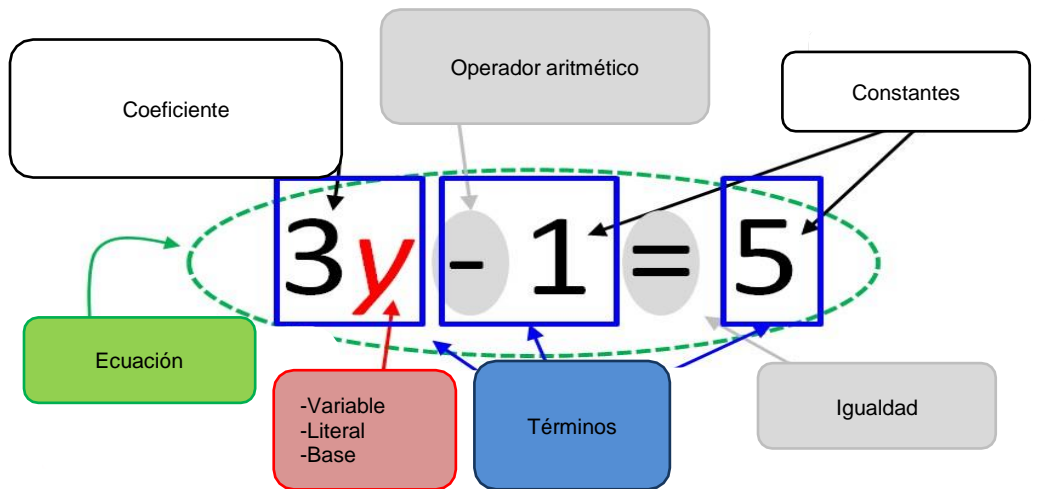 Operador aritmético
Coeficiente
Constantes
3y - 1 = 5
Ecuación
-Variable
-Literal
-Base
Términos
Igualdad